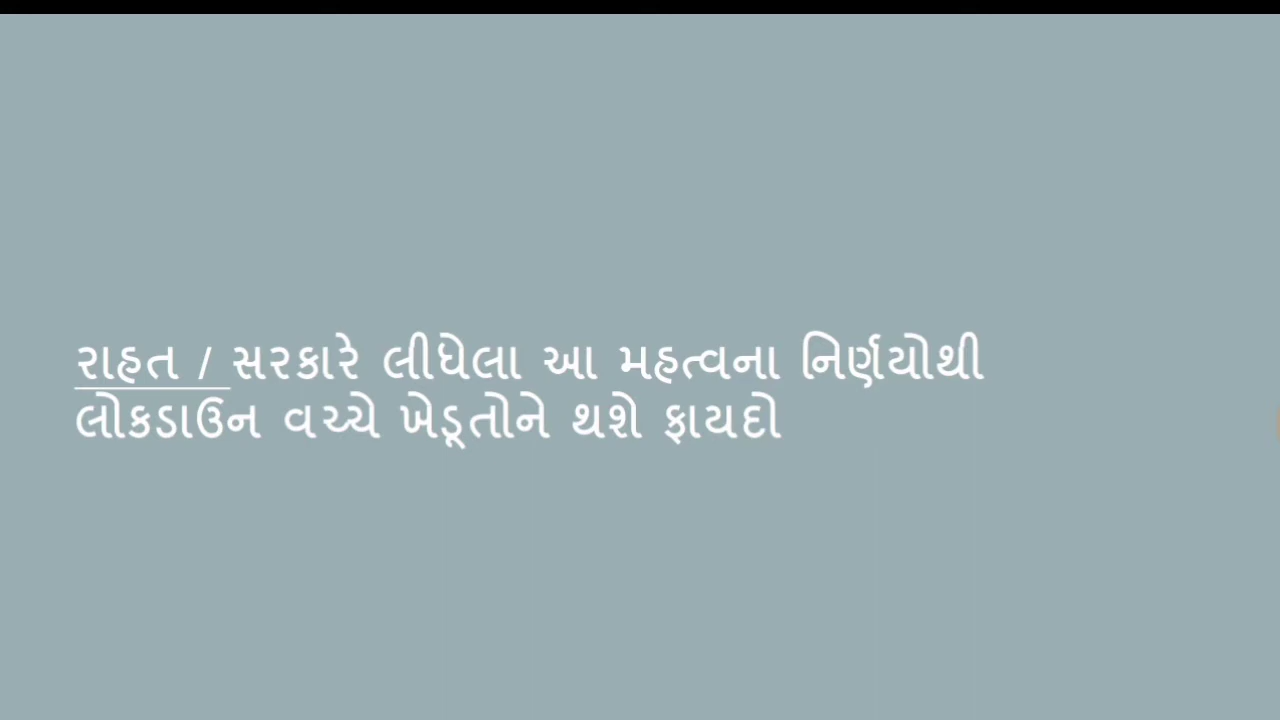 રાહત / સરકારે લીધેલા આ મહત્વના નિર્ણયોથી
લોકડાઉન વચ્ચે ખેડૂતોને થશે ફાયદો